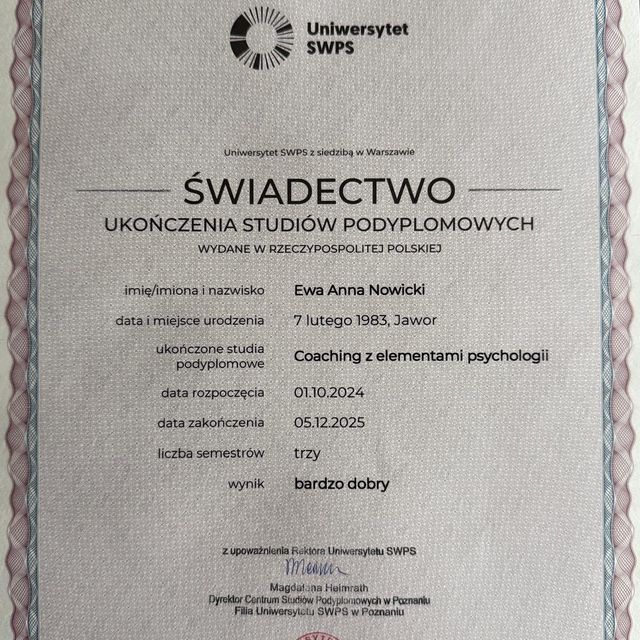 Uniwersytet
SWPS
Uniwersytet SWPS z siedzibą w Warszawie
ŚWIADECTWO
UKOŃCZENIA STUDIÓW PODYPLOMOWYCH
WYDANE W RZECZYPOSPOLITEJ POLSKIEJ
imię/imiona i nazwisko Ewa Anna Nowicki
data i miejsce urodzenia 7 lutego 1983, Jawor
ukończone studia
podyplomowe Coaching z elementami psychologii
data rozpoczęcia 01.10.2024
data zakończenia 05.12.2025
liczba semestrów trzy
wynik bardzo dobry
z upoważnienia Rektora Uniwersytetu SWPS
Magdalena Heimrath
Dyrektor Centrum Studiów Podyplomowych w Poznaniu
Filia Uniwersytetu SWPS w Poznaniu